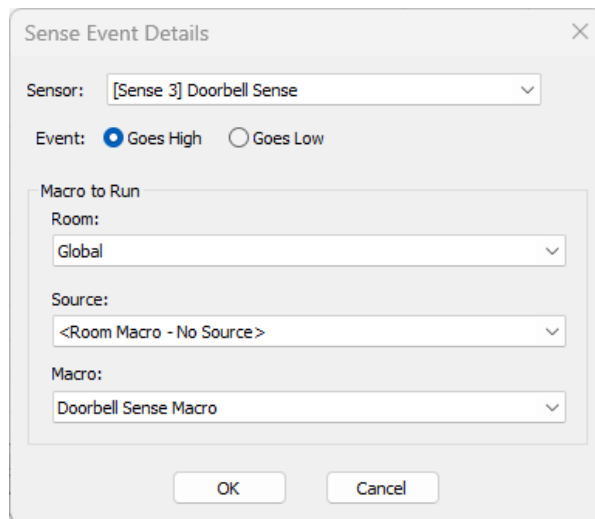 Sense Event Details
Sensor: [Sense 3] Doorbell Sense
Event: Goes High Goes Low
Macro to Run
Room:
Global
Source:
<Room Macro - No Source>
Macro:
Doorbell Sense Macro
OK Cancel